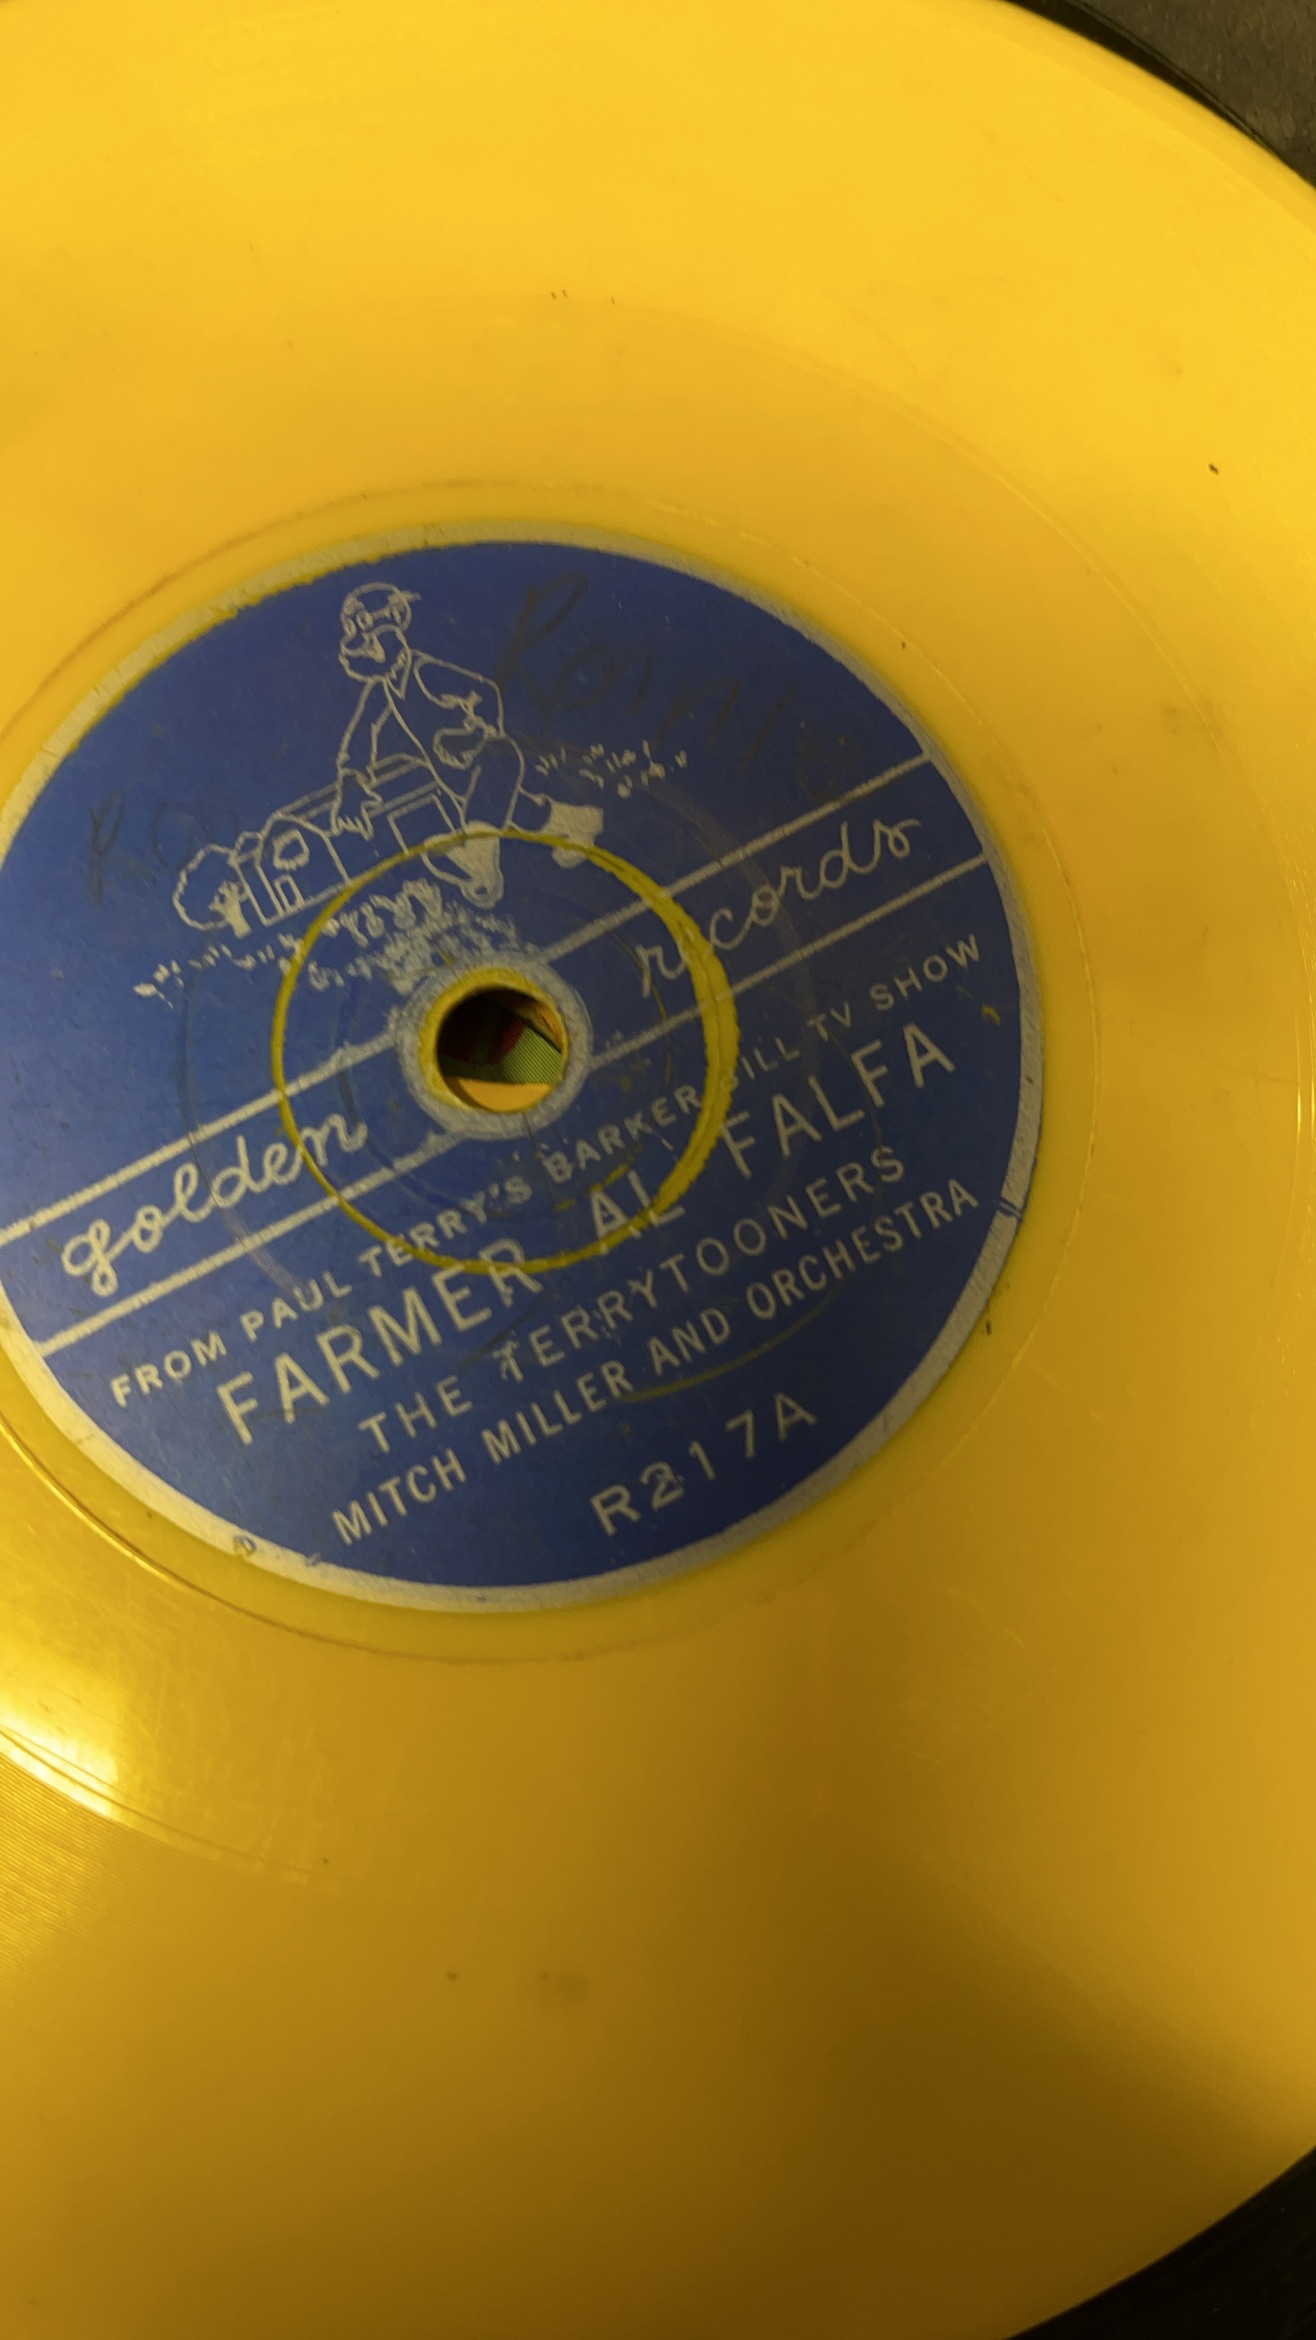 golden records
FROM PAUL TERRY'S BARKER BILL TV SHOW
FARMER AL FALFA
THE TERRYTOONERS
MITCH MILLER AND ORCHESTRA
R217A